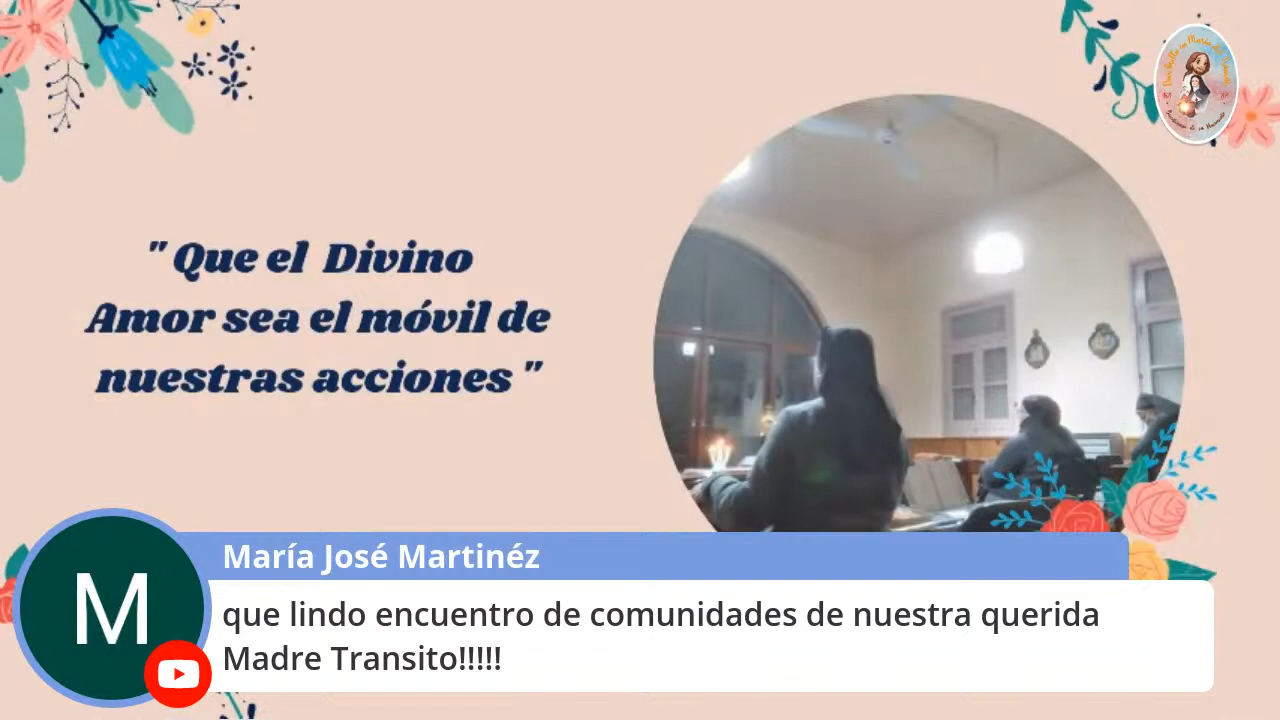 " Que el Divino
Amor sea el móvil de
nuestras acciones "
M
María José Martinéz
que lindo encuentro de comunidades de nuestra querida
Madre Transito!!!!!